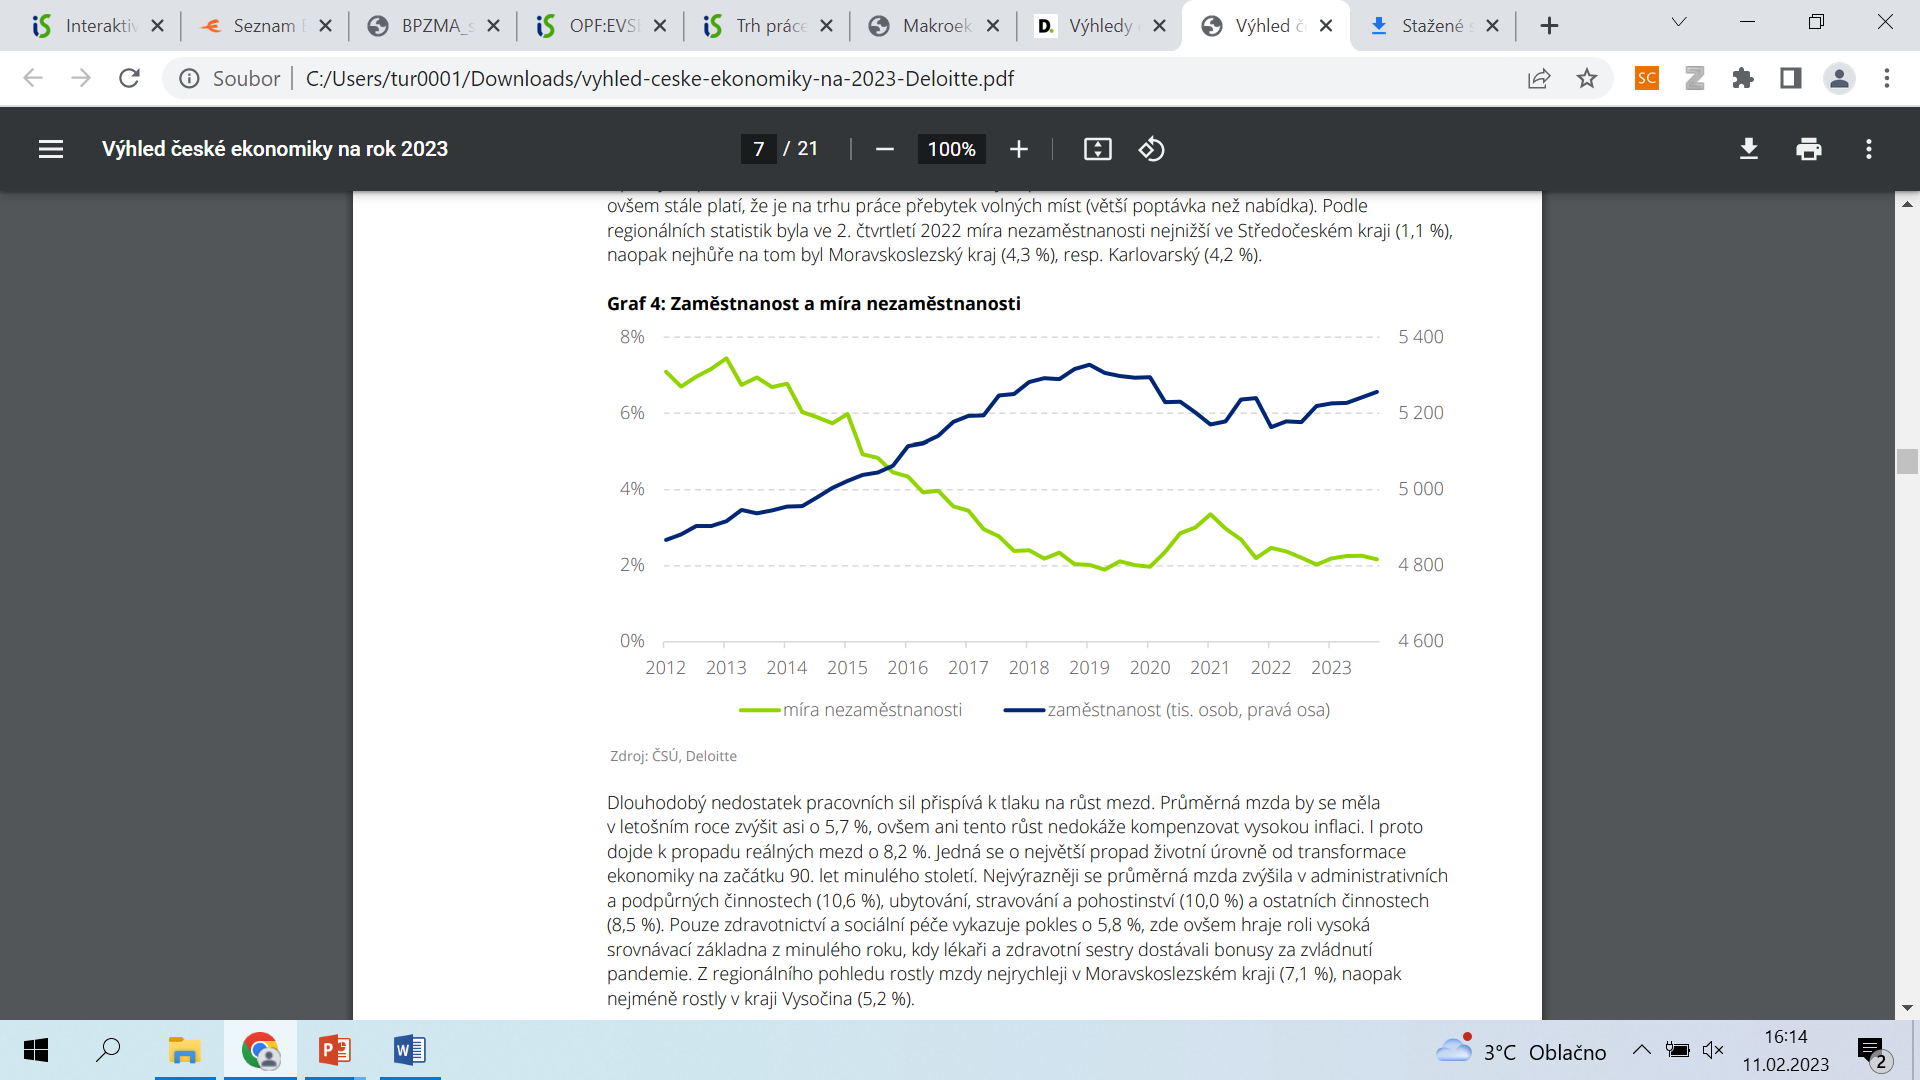 Interaktiv
Seznam
BPZMA_s
OPF:EVS
Trh práce
Makroek
D. Výhledy
Výhled č
Stažené s
Soubor | C:/Users/tur0001/Downloads/vyhled-ceske-ekonomiky-na-2023-Deloitte.pdf
SC
Výhled české ekonomiky na rok 2023
7 / 21
100%
ovšem stále platí, že je na trhu práce přebytek volných míst (větší poptávka než nabídka). Podle
regionálních statistik byla ve 2. čtvrtletí 2022 míra nezaměstnanosti nejnižší ve Středočeském kraji (1,1 %),
naopak nejhůře na tom byl Moravskoslezský kraj (4,3 %), resp. Karlovarský (4,2 %).
Graf 4: Zaměstnanost a míra nezaměstnanosti
8% 5 400
6% 5 200
4% 5 000
2% 4 800
0% 4 600
2012 2013 2014 2015 2016 2017 2018 2019 2020 2021 2022 2023
míra nezaměstnanosti zaměstnanost (tis. osob, pravá osa)
Zdroj: ČSÚ, Deloitte
Dlouhodobý nedostatek pracovních sil přispívá k tlaku na růst mezd. Průměrná mzda by se měla
v letošním roce zvýšit asi o 5,7 %, ovšem ani tento růst nedokáže kompenzovat vysokou inflaci. I proto
dojde k propadu reálných mezd o 8,2 %. Jedná se o největší propad životní úrovně od transformace
ekonomiky na začátku 90. let minulého století. Nejvýrazněji se průměrná mzda zvýšila v administrativních
a podpůrných činnostech (10,6 %), ubytování, stravování a pohostinství (10,0 %) a ostatních činnostech
(8,5 %). Pouze zdravotnictví a sociální péče vykazuje pokles o 5,8 %, zde ovšem hraje roli vysoká
srovnávací základna z minulého roku, kdy lékaři a zdravotní sestry dostávali bonusy za zvládnutí
pandemie. Z regionálního pohledu rostly mzdy nejrychleji v Moravskoslezském kraji (7,1 %), naopak
nejméně rostly v kraji Vysočina (5,2 %).
3°C Oblačno
16:14
11.02.2023
2